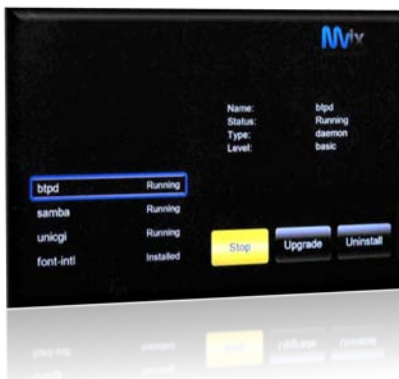 Mvix
Name: btpd
Status: Running
Type: daemon
Level: basic
btpd Running
samba Running
unicgi Running
font-intl Installed
Stop Upgrade Uninstall